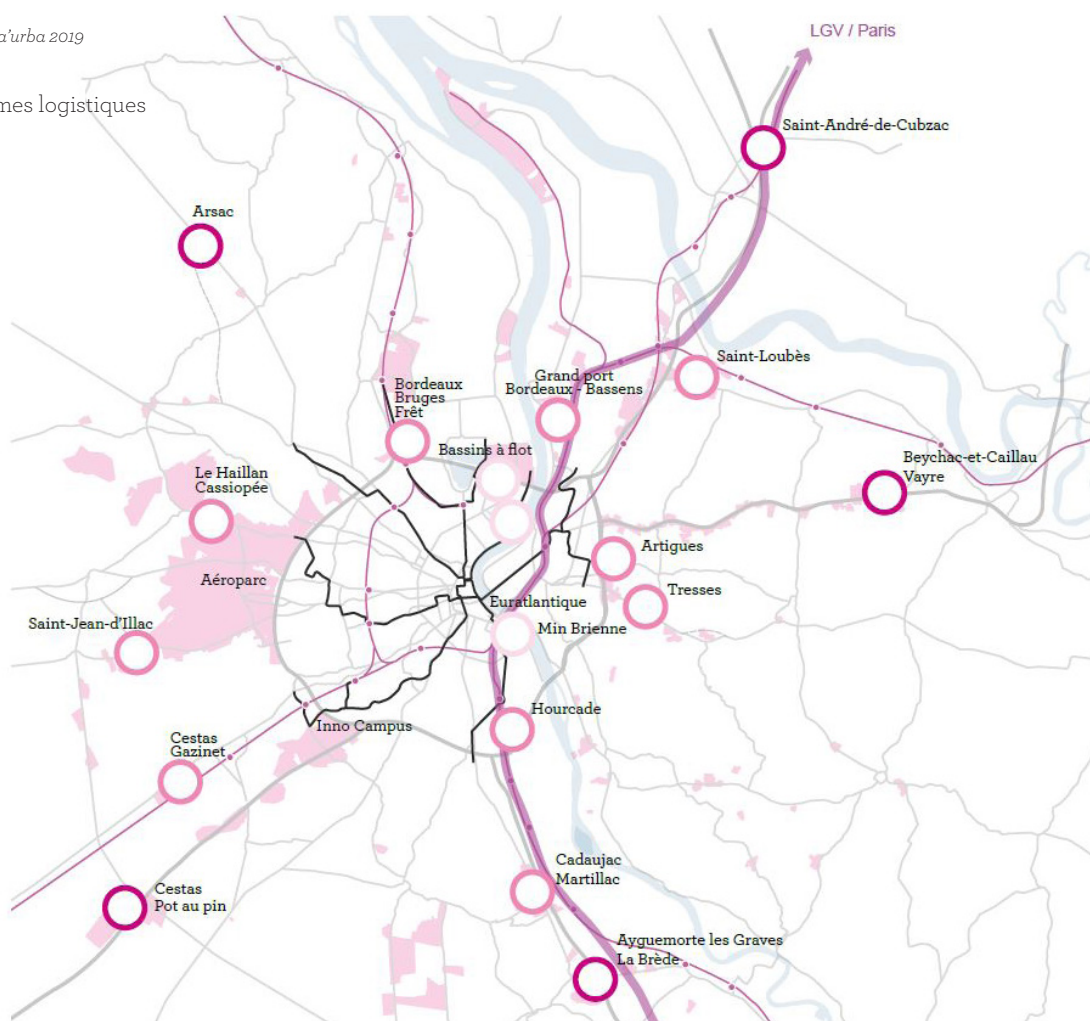 a'urba 2019
LGV / Paris
mes logistiques
Saint-André-de-Cubzac
Arsac
Saint-Loubès
Grand port
Bordeaux - Bassens
Bordeaux
Bruges
Frêt
Bassins à flot
Beychac-et-Caillau
Vayre
Le Haillan
Cassiopée
Artigues
Aéroparc
Tresses
Euratlantique
Saint-Jean-d'Illac
Min Brienne
Hourcade
Inno Campus
Cestas
Gazinet
Cadaujac
Martillac
Cestas
Pot au pin
Ayguemorte les Graves
La Brède